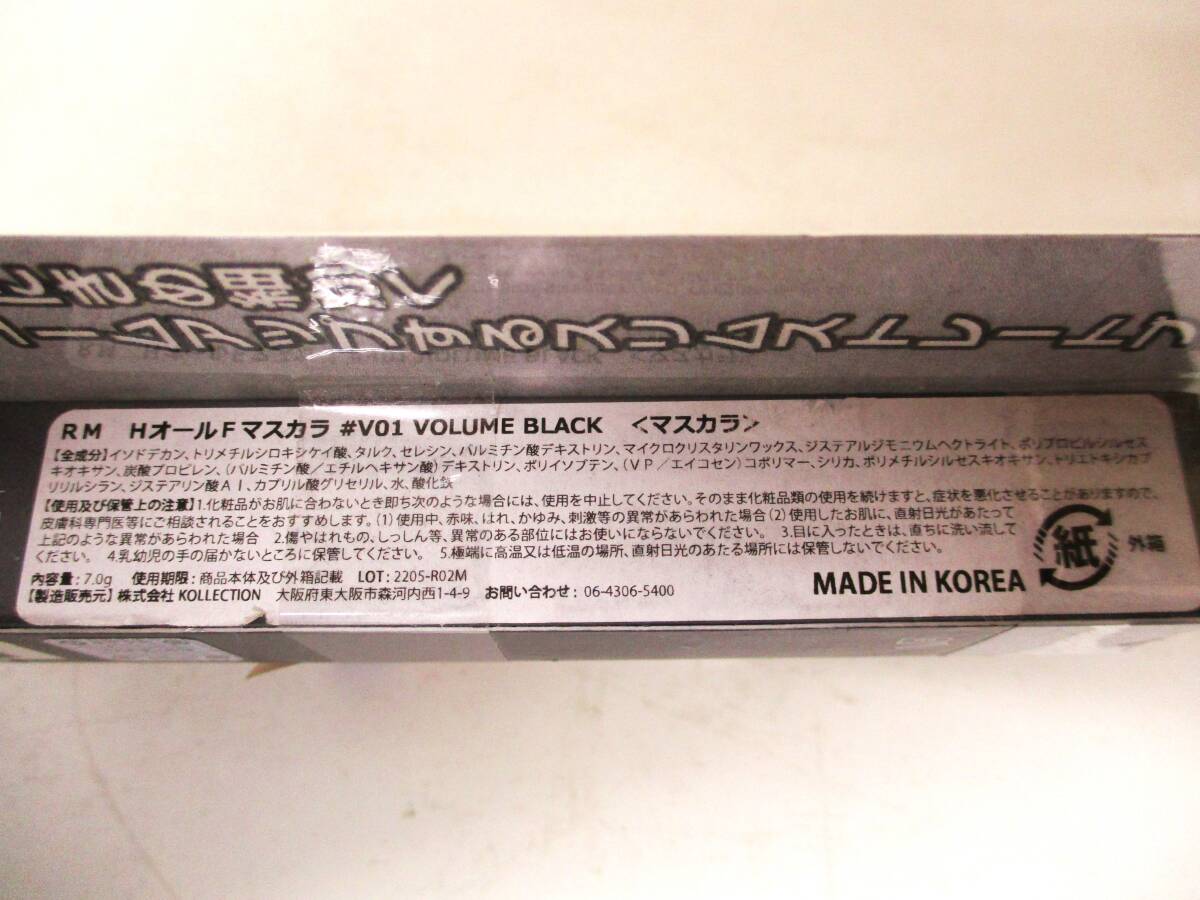 きめ細かく
ームアップするスリムストレート
RM HオールFマスカラ #V01 VOLUME BLACK <マスカラ>
【全成分】イソドデカン、トリメチルシロキシケイ酸、タルク、セレシン、パルミチン酸デキストリン、マイクロクリスタリンワックス、ジステアルジモニウムヘクトライト、ポリプロピルシルセス
キオキサン、炭酸プロピレン、(パルミチン酸/エチルヘキサン酸)デキストリン、ポリイソブテン、(VP/エイコセン)コポリマー、シリカ、ポリメチルシルセスキオキサン、トリエトキシカプ
リリルシラン、ジステアリン酸AI、カプリル酸グリセリル、水、酸化鉄
【使用及び保管上の注意】1.化粧品がお肌に合わないとき即ち次のような場合には、使用を中止してください。そのまま化粧品類の使用を続けますと、症状を悪化させることがありますので、
皮膚科専門医等にご相談されることをおすすめします。(1)使用中、赤味、はれ、かゆみ、刺激等の異常があらわれた場合(2)使用したお肌に、直射日光があたって
上記のような異常があらわれた場合 2.傷やはれもの、しっしん等、異常のある部位にはお使いにならないでください。 3.目に入ったときは、直ちに洗い流して
ください。 4.乳幼児の手の届かないところに保管してください。 5.極端に高温又は低温の場所、直射日光のあたる場所には保管しないでください。
内容量:7.0g 使用期限:商品本体及び外箱記載 LOT:2205-R02M
【製造販売元】株式会社 KOLLECTION 大阪府東大阪市森河内西1-4-9 お問い合わせ:06-4306-5400
MADE IN KOREA
紙
外箱